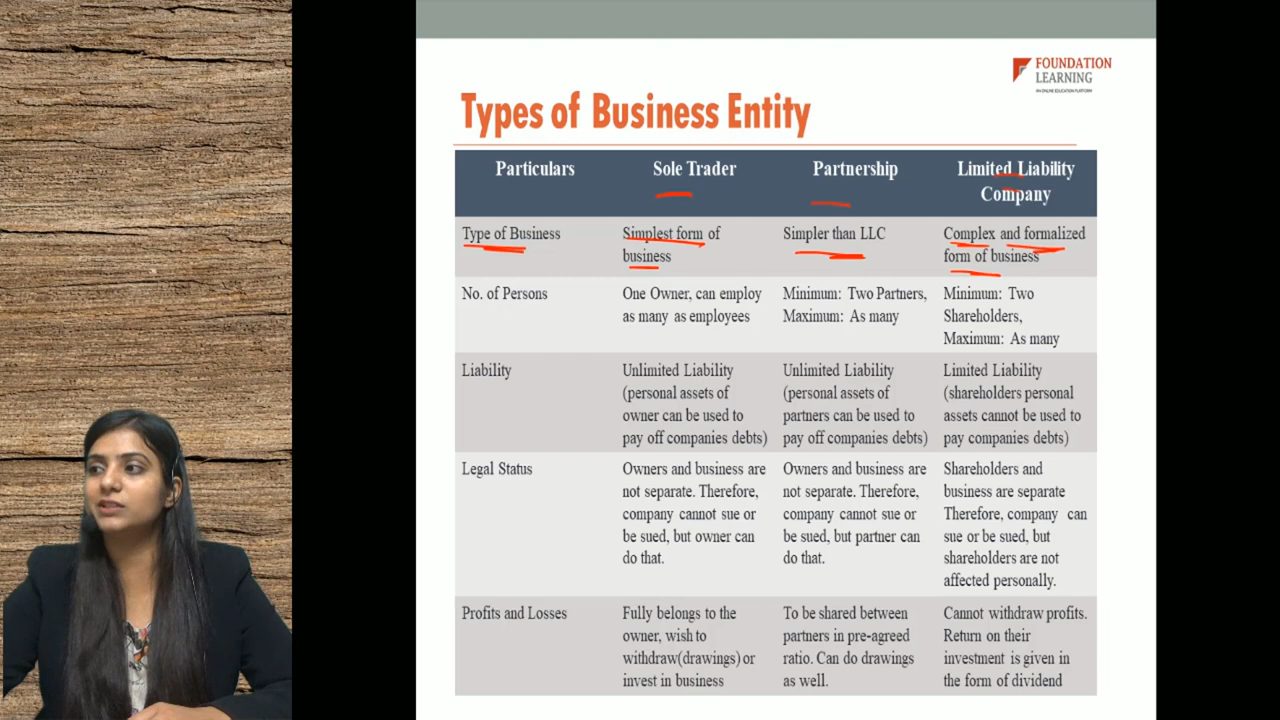 FOUNDATION
LEARNING
AN ONLINE EDUCATION PLATFORM
Types of Business Entity
Particulars
Sole Trader
Partnership
Limited Liability
Company
Type of Business
Simplest form of
business
Simpler than LLC
Complex and formalized
form of business
No. of Persons
One Owner, can employ
as many as employees
Minimum: Two Partners,
Maximum: As many
Minimum: Two
Shareholders,
Maximum: As many
Liability
Unlimited Liability
(personal assets of
owner can be used to
pay off companies debts)
Unlimited Liability
(personal assets of
partners can be used to
pay off companies debts)
Limited Liability
(shareholders personal
assets cannot be used to
pay companies debts)
Legal Status
Owners and business are
not separate. Therefore,
company cannot sue or
be sued, but owner can
do that.
Owners and business are
not separate. Therefore,
company cannot sue or
be sued, but partner can
do that.
Shareholders and
business are separate
Therefore, company can
sue or be sued, but
shareholders are not
affected personally.
Profits and Losses
Fully belongs to the
owner, wish to
withdraw(drawings) or
invest in business
To be shared between
partners in pre-agreed
ratio. Can do drawings
as well.
Cannot withdraw profits.
Return on their
investment is given in
the form of dividend